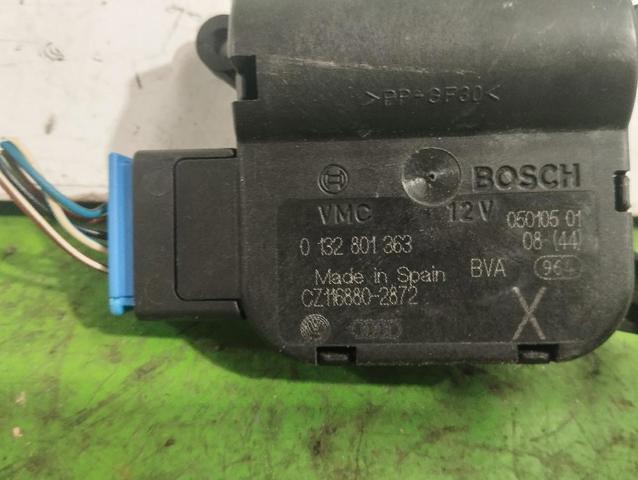 >PP-GF30<
BOSCH
VMC 12V 050105 01
0 132 801 363 08 (44)
Made in Spain BVA
CZ116880-2872
X